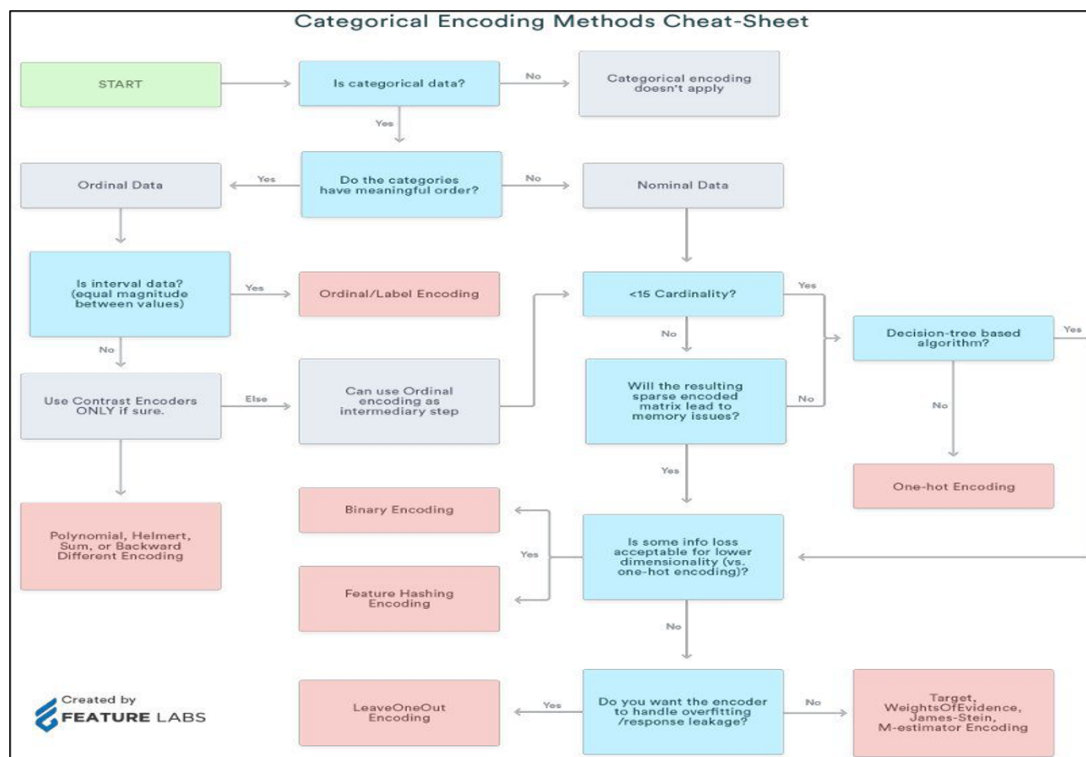 Categorical Encoding Methods Cheat-Sheet
START
Is categorical data?
No
Categorical encoding
doesn't apply
Yes
Ordinal Data
Yes
Do the categories
have meaningful order?
No
Nominal Data
Is interval data?
(equal magnitude
between values)
Yes
Ordinal/Label Encoding
<15 Cardinality?
Yes
Decision-tree based
algorithm?
Yes
No
No
Use Contrast Encoders
ONLY if sure.
Else
Can use Ordinal
encoding as
intermediary step
Will the resulting
sparse encoded
matrix lead to
memory issues?
No
No
Yes
One-hot Encoding
Polynomial, Helmert,
Sum, or Backward
Different Encoding
Binary Encoding
Yes
Feature Hashing
Encoding
Is some info loss
acceptable for lower
dimensionality (vs.
one-hot encoding)?
No
Created by
FEATURE LABS
LeaveOneOut
Encoding
Yes
Do you want the encoder
to handle overfitting
/response leakage?
No
Target,
WeightsOfEvidence,
James-Stein,
M-estimator Encoding